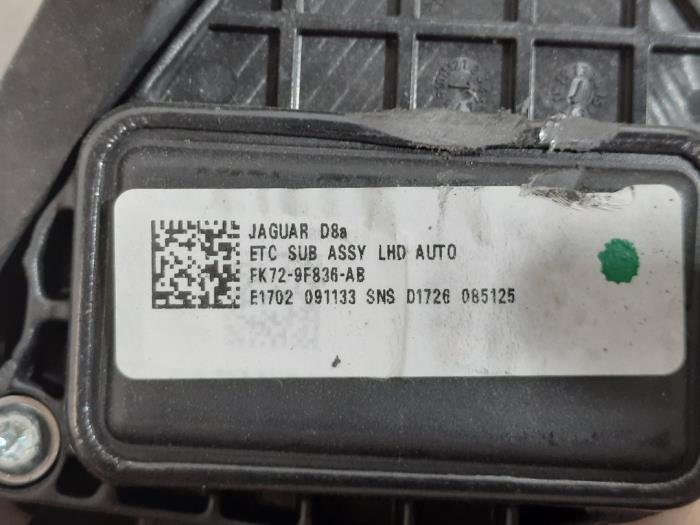 JAGUAR D8a
ETC SUB ASSY LHD AUTO
FK72-9F836-AB
E1702 091133 SNS D1726 085125